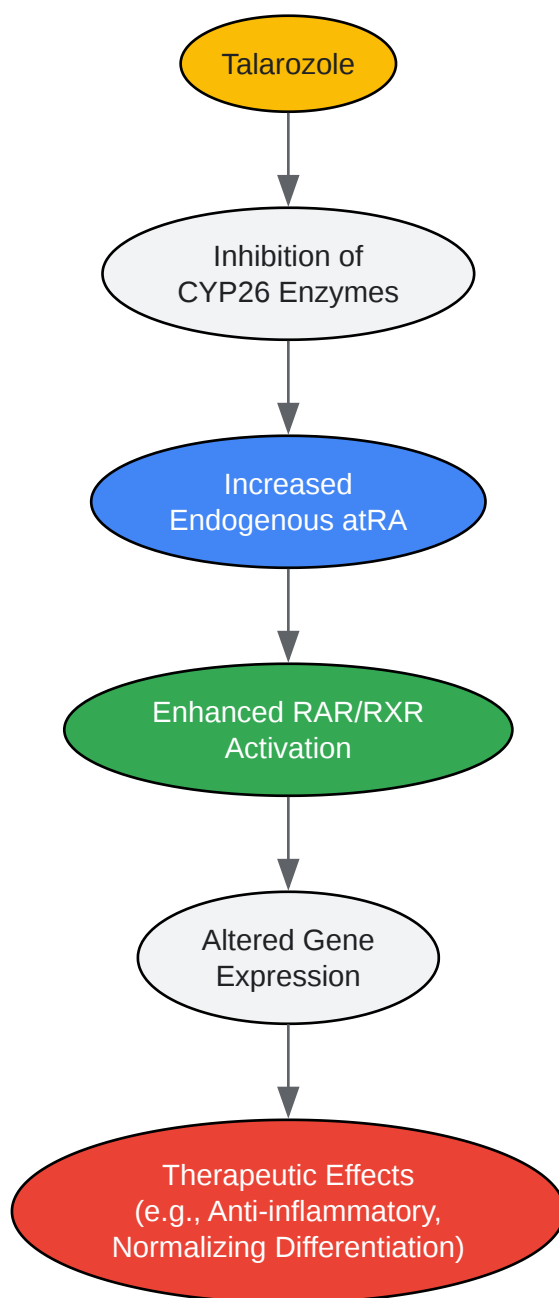 Talarozole
Inhibition of
CYP26 Enzymes
Increased
Endogenous atRA
Enhanced RAR/RXR
Activation
Altered Gene
Expression
Therapeutic Effects
(e.g., Anti-inflammatory,
Normalizing Differentiation)